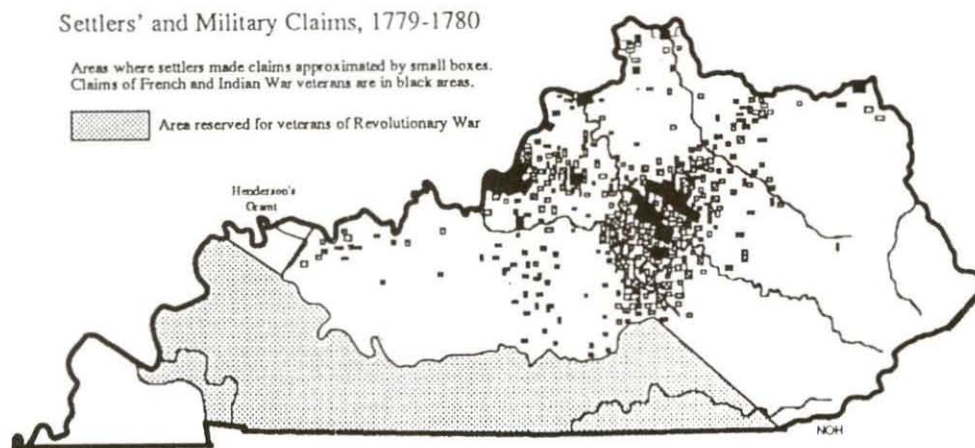 Settlers' and Military Claims, 1779-1780
Areas where settlers made claims approximated by small boxes.
Claims of French and Indian War veterans are in black areas.
Area reserved for veterans of Revolutionary War
Henderson's
Grant
NOH